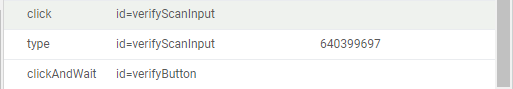 click id=verifyScanInput
type id=verifyScanInput 640399697
clickAndWait id=verifyButton